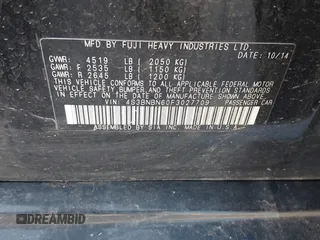 MFD. BY FUJI HEAVY INDUSTRIES LTD.
GVWR: 4519 LB ( 2050 KG) DATE: 10/14
GAWR: F 2535 LB ( 1150 KG)
GAWR: R 2645 LB ( 1200 KG)
THIS VEHICLE CONFORMS TO ALL APPLICABLE FEDERAL MOTOR
VEHICLE SAFETY, BUMPER AND THEFT PREVENTION STANDARDS
IN EFFECT ON THE DATE OF MANUFACTURE SHOWN ABOVE.
VIN: 4S3BNBN60F3027709 PASSENGER CAR
ASSEMBLED BY SIA INC. MADE IN U.S.A.
DREAMBID